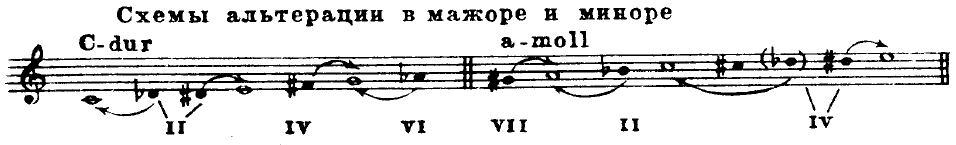 Схемы альтерации в мажоре и миноре
C-dur a-moll
II IV VI VII II IV